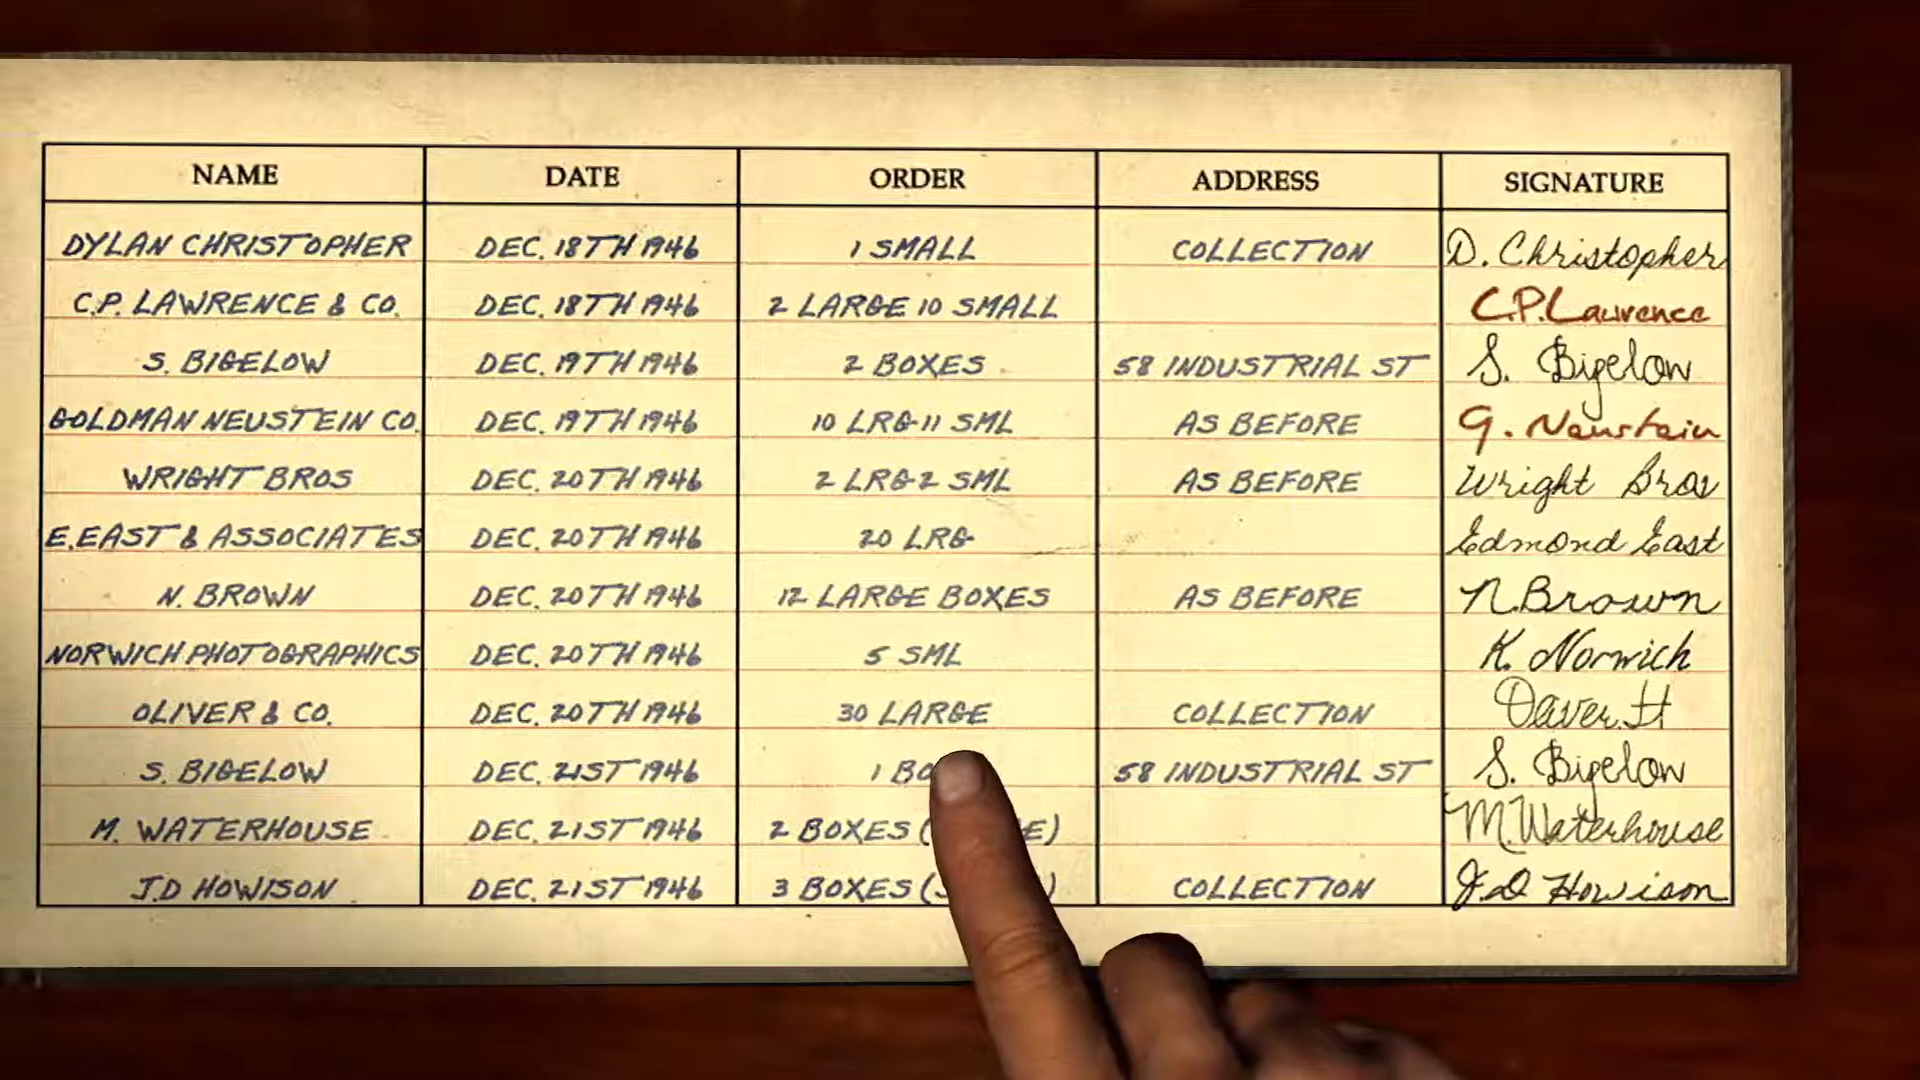 NAME DATE ORDER ADDRESS SIGNATURE
DYLAN CHRISTOPHER DEC. 18TH 1946 1 SMALL COLLECTION D. Christopher
C.P. LAWRENCE & CO. DEC. 18TH 1946 2 LARGE 10 SMALL C.P. Lawrence
S. BIGELOW DEC. 19TH 1946 2 BOXES 58 INDUSTRIAL ST S. Bigelow
GOLDMAN NEUSTEIN CO. DEC. 19TH 1946 10 LRG-11 SML AS BEFORE G. Neustein
WRIGHT BROS DEC. 20TH 1946 2 LRG-2 SML AS BEFORE Wright Bros
E.EAST & ASSOCIATES DEC. 20TH 1946 20 LRG Edmond East
N. BROWN DEC. 20TH 1946 12 LARGE BOXES AS BEFORE N.Brown
NORWICH PHOTOGRAPHICS DEC. 20TH 1946 5 SML K. Norwich
OLIVER & CO. DEC. 20TH 1946 30 LARGE COLLECTION
S. BIGELOW DEC. 21ST 1946 1 58 INDUSTRIAL ST S. Bigelow
M. WATERHOUSE DEC. 21ST 1946 2 BOXES M.Waterhouse
J.D HOWISON DEC. 21ST 1946 3 BOXES COLLECTION J.D Howison